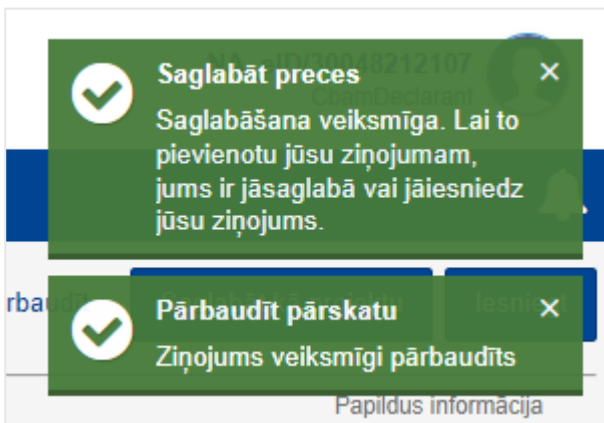 Saglabāt preces
Saglabāšana veiksmīga. Lai to
pievienotu jūsu ziņojumam,
jums ir jāsaglabā vai jāiesniedz
jūsu ziņojums.
Pārbaudīt pārskatu
Ziņojums veiksmīgi pārbaudīts
Papildus informācija